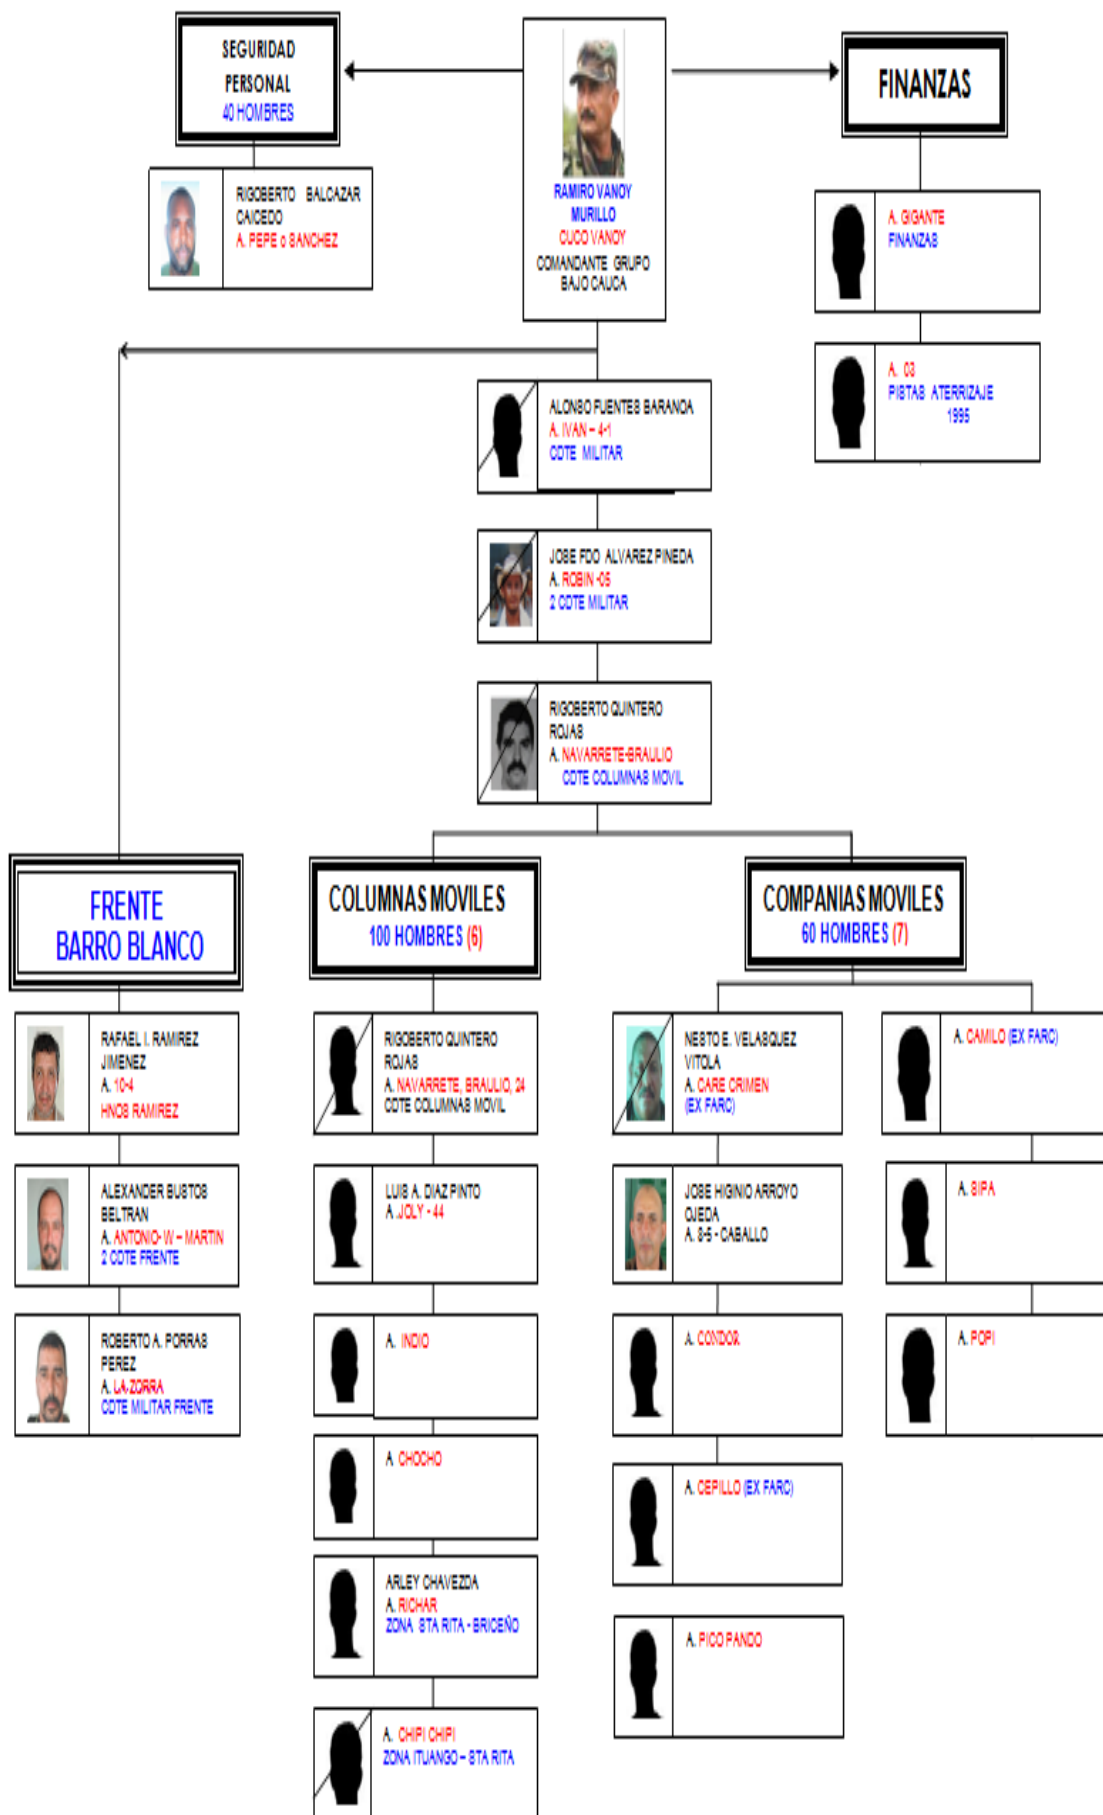 SEGURIDAD
PERSONAL
40 HOMBRES
RIGOBERTO BALCAZAR
CAICEDO
A. PEPE o SANCHEZ
RAMIRO VANOY
MURILLO
CUCO VANOY
COMANDANTE GRUPO
BAJO CAUCA
FINANZAS
A. GIGANTE
FINANZAS
A. 03
PISTAS ATERRIZAJE
1995
ALONSO FUENTES BARANOA
A. IVAN – 4-1
CDTE MILITAR
JOSE FDO ALVAREZ PINEDA
A. ROBIN -05
2 CDTE MILITAR
RIGOBERTO QUINTERO
ROJAS
A. NAVARRETE-BRAULIO
CDTE COLUMNAS MOVIL
FRENTE
BARRO BLANCO
RAFAEL I. RAMIREZ
JIMENEZ
A. 10-4
HNOS RAMIREZ
ALEXANDER BUSTOS
BELTRAN
A. ANTONIO- W – MARTIN
2 CDTE FRENTE
ROBERTO A. PORRAS
PEREZ
A. LA-ZORRA
CDTE MILITAR FRENTE
COLUMNAS MOVILES
100 HOMBRES (6)
RIGOBERTO QUINTERO
ROJAS
A. NAVARRETE, BRAULIO, 24
CDTE COLUMNAS MOVIL
LUIS A. DIAZ PINTO
A .JOLY - 44
A. INDIO
A. CHOCHO
ARLEY CHAVEZDA
A. RICHAR
ZONA STA RITA - BRICEÑO
A. CHIPI CHIPI
ZONA ITUANGO – STA RITA
COMPANIAS MOVILES
60 HOMBRES (7)
NESTO E. VELASQUEZ
VITOLA
A. CARE CRIMEN
(EX FARC)
JOSE HIGINIO ARROYO
OJEDA
A. 3-5 - CABALLO
A. CONDOR
A. CEPILLO (EX FARC)
A. PICO PANDO
A. CAMILO (EX FARC)
A. SIPA
A. POPI